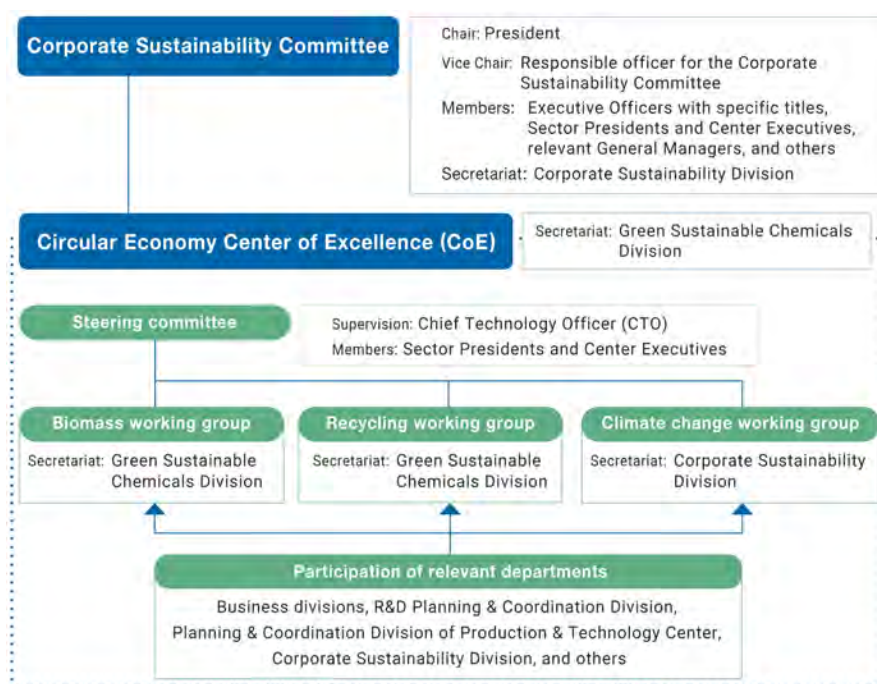 Corporate Sustainability Committee
Chair: President
Vice Chair: Responsible officer for the Corporate
Sustainability Committee
Members: Executive Officers with specific titles,
Sector Presidents and Center Executives,
relevant General Managers, and others
Secretariat: Corporate Sustainability Division
Circular Economy Center of Excellence (CoE)
Secretariat: Green Sustainable Chemicals
Division
Steering committee
Supervision: Chief Technology Officer (CTO)
Members: Sector Presidents and Center Executives
Biomass working group
Secretariat: Green Sustainable
Chemicals Division
Recycling working group
Secretariat: Green Sustainable
Chemicals Division
Climate change working group
Secretariat: Corporate Sustainability
Division
Participation of relevant departments
Business divisions, R&D Planning & Coordination Division,
Planning & Coordination Division of Production & Technology Center,
Corporate Sustainability Division, and others